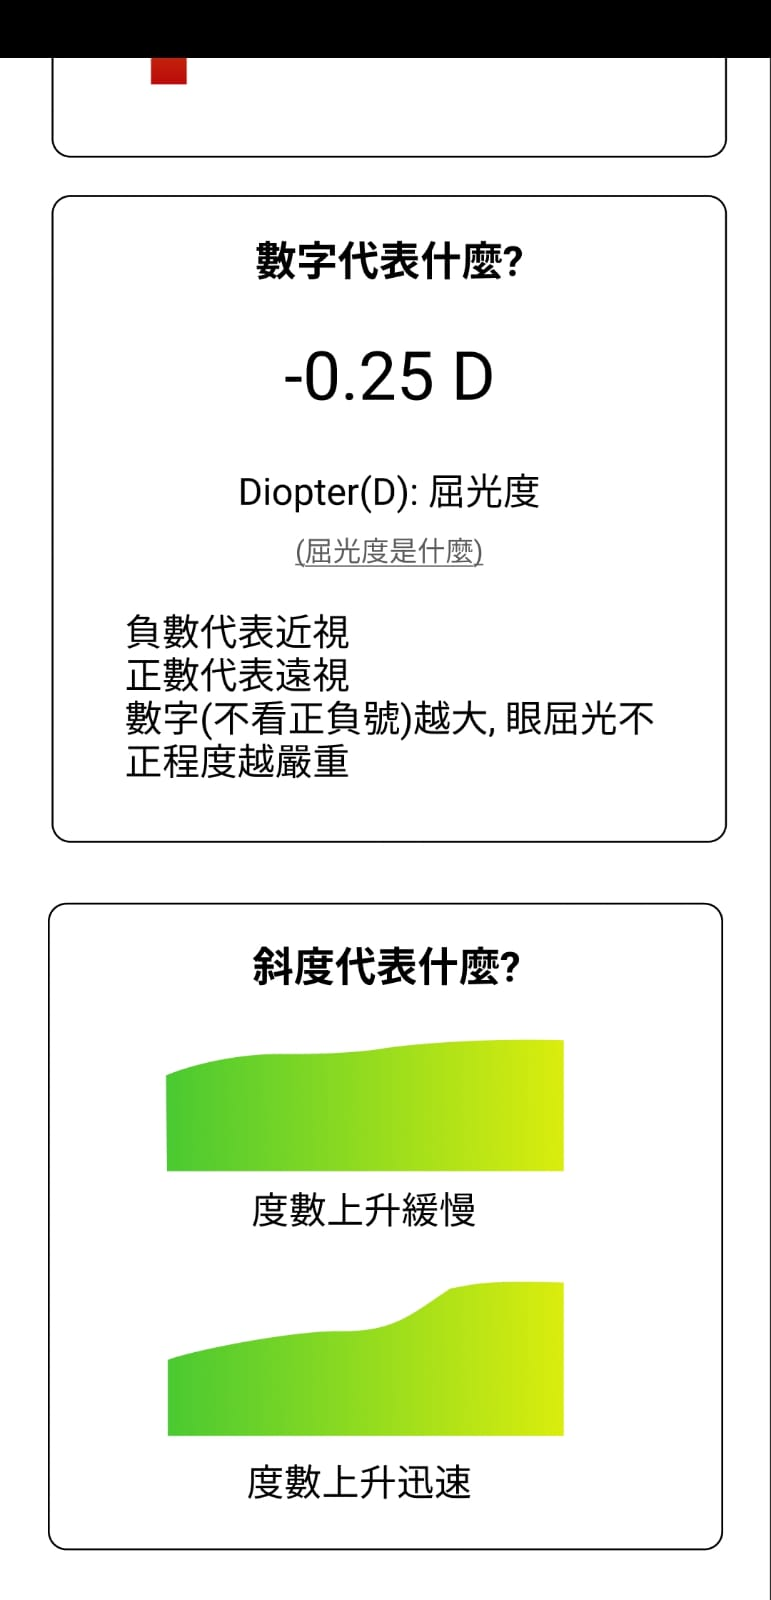 數字代表什麼?
-0.25 D
Diopter(D): 屈光度
(屈光度是什麼)
負數代表近視
正數代表遠視
數字(不看正負號)越大, 眼屈光不
正程度越嚴重
斜度代表什麼?
度數上升緩慢
度數上升迅速